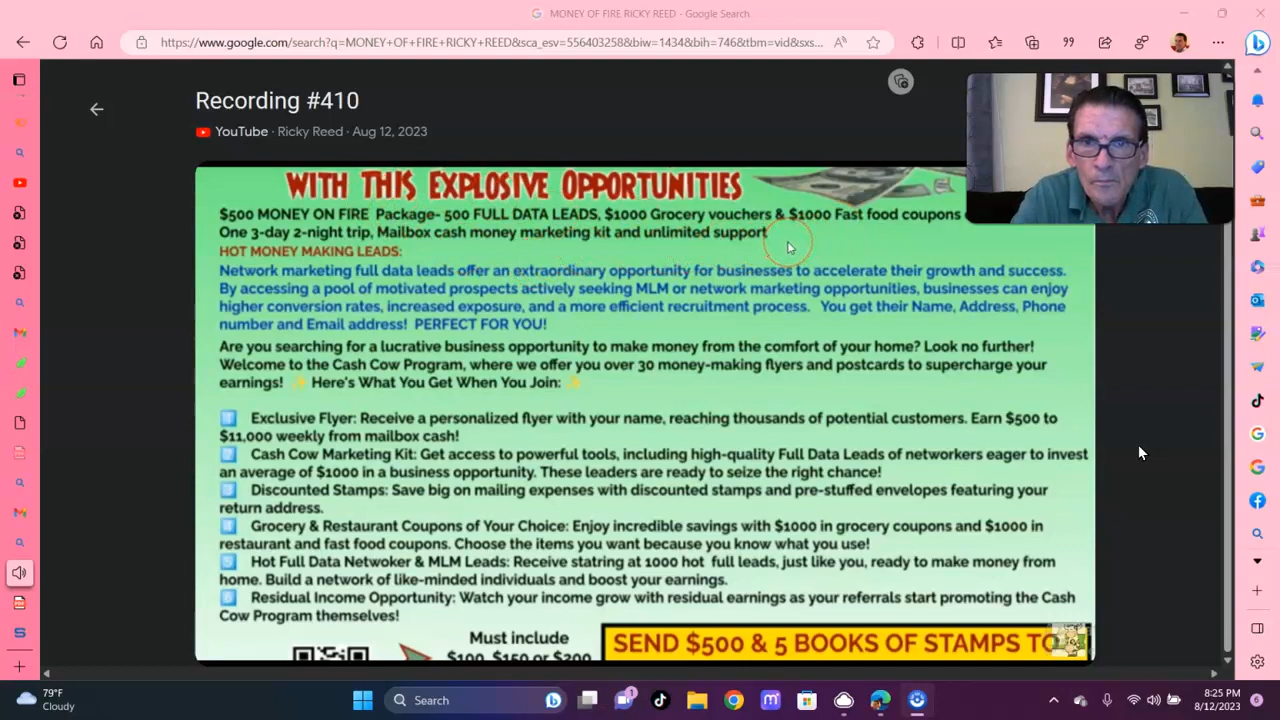 MONEY OF FIRE RICKY REED - Google Search
https://www.google.com/search?q=MONEY+OF+FIRE+RICKY+REED&sca_esv=556403258&biw=1434&bih=746&tbm=vid&sxs...
Recording #410
YouTube · Ricky Reed · Aug 12, 2023
WITH THIS EXPLOSIVE OPPORTUNITIES
$500 MONEY ON FIRE Package- 500 FULL DATA LEADS, $1000 Grocery vouchers & $1000 Fast food coupons
One 3-day 2-night trip, Mailbox cash money marketing kit and unlimited support
HOT MONEY MAKING LEADS:
Network marketing full data leads offer an extraordinary opportunity for businesses to accelerate their growth and success.
By accessing a pool of motivated prospects actively seeking MLM or network marketing opportunities, businesses can enjoy
higher conversion rates, increased exposure, and a more efficient recruitment process. You get their Name, Address, Phone
number and Email address! PERFECT FOR YOU!
Are you searching for a lucrative business opportunity to make money from the comfort of your home? Look no further!
Welcome to the Cash Cow Program, where we offer you over 30 money-making flyers and postcards to supercharge your
earnings! ✨ Here's What You Get When You Join: ✨
1 Exclusive Flyer: Receive a personalized flyer with your name, reaching thousands of potential customers. Earn $500 to
$11,000 weekly from mailbox cash!
2 Cash Cow Marketing Kit: Get access to powerful tools, including high-quality Full Data Leads of networkers eager to invest
an average of $1000 in a business opportunity. These leaders are ready to seize the right chance!
3 Discounted Stamps: Save big on mailing expenses with discounted stamps and pre-stuffed envelopes featuring your
return address.
4 Grocery & Restaurant Coupons of Your Choice: Enjoy incredible savings with $1000 in grocery coupons and $1000 in
restaurant and fast food coupons. Choose the items you want because you know what you use!
5 Hot Full Data Netwoker & MLM Leads: Receive statring at 1000 hot full leads, just like you, ready to make money from
home. Build a network of like-minded individuals and boost your earnings.
6 Residual Income Opportunity: Watch your income grow with residual earnings as your referrals start promoting the Cash
Cow Program themselves!
Must include
$100, $150 or $200
SEND $500 & 5 BOOKS OF STAMPS TO
79°F
Cloudy
Search
1
8:25 PM
8/12/2023